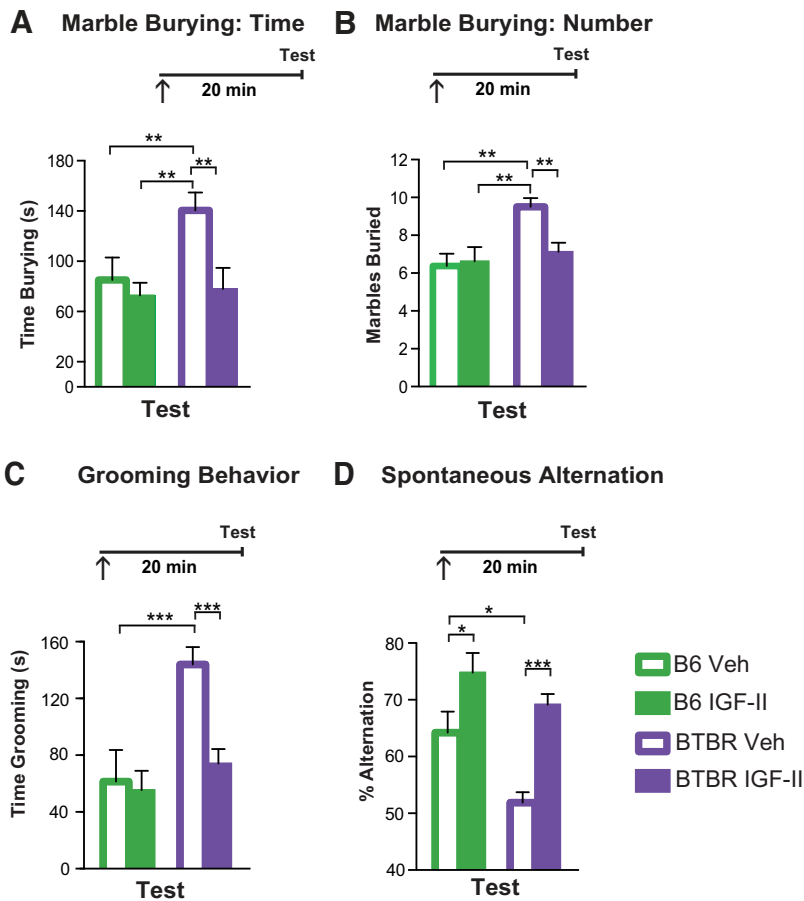 A Marble Burying: Time
Test
↑ 20 min
Time Burying (s)
180
140
100
60
20
0
**
**
**
Test
B Marble Burying: Number
Test
↑ 20 min
Marbles Buried
12
10
8
6
4
2
0
**
**
**
Test
C Grooming Behavior
Test
↑ 20 min
Time Grooming (s)
160
120
80
40
0
***
***
Test
D Spontaneous Alternation
Test
↑ 20 min
% Alternation
80
70
60
50
40
*
*
***
Test
B6 Veh
B6 IGF-II
BTBR Veh
BTBR IGF-II